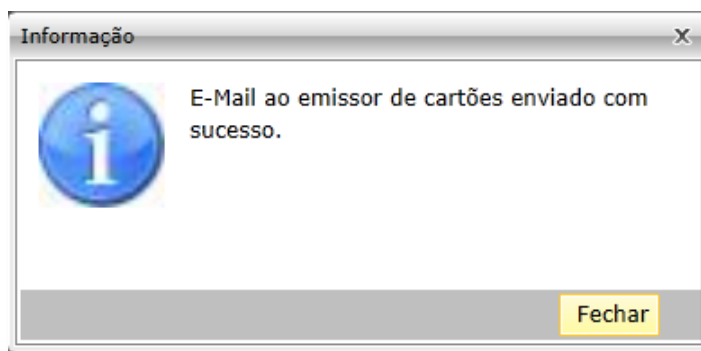 Informação
X
E-Mail ao emissor de cartões enviado com
sucesso.
Fechar